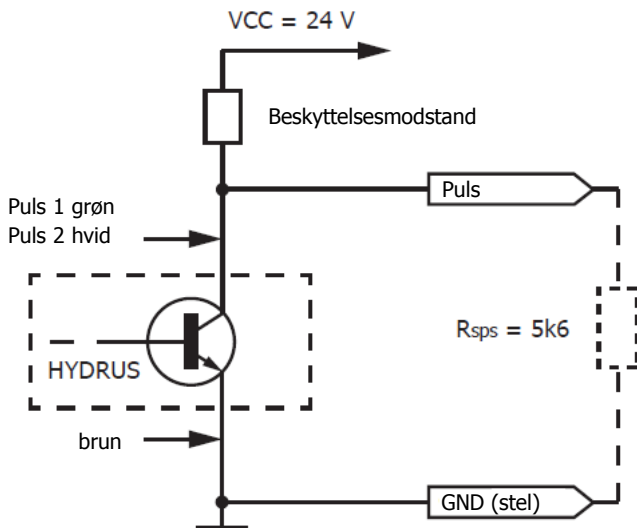 VCC = 24 V
Beskyttelsesmodstand
Puls
Puls 1 grøn
Puls 2 hvid
Rsps = 5k6
HYDRUS
brun
GND (stel)